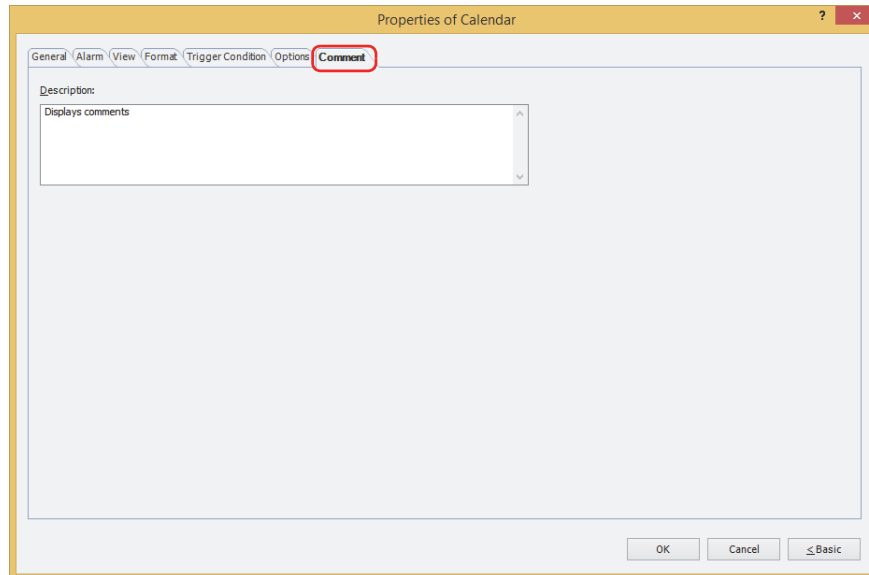 Properties of Calendar ? ×
General Alarm View Format Trigger Condition Options Comment
Description:
Displays comments
OK Cancel < Basic